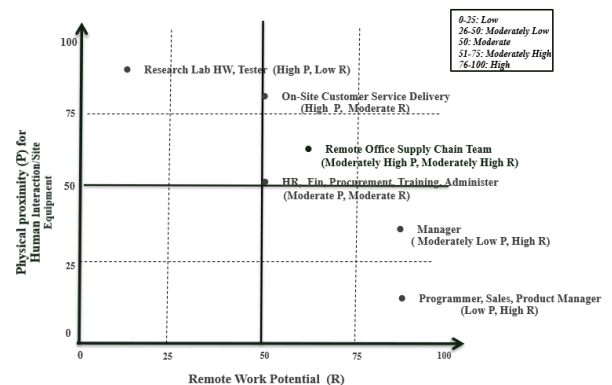 0-25: Low
26-50: Moderately Low
50: Moderate
51-75: Moderately High
76-100: High
100
Research Lab HW, Tester (High P, Low R)
On-Site Customer Service Delivery
(High P, Moderate R)
75
Remote Office Supply Chain Team
(Moderately High P, Moderately High R)
Physical proximity (P) for
Human Interaction/Site
Equipment
50
HR, Fin, Procurement, Training, Administer
(Moderate P, Moderate R)
Manager
( Moderately Low P, High R)
25
Programmer, Sales, Product Manager
(Low P, High R)
0
0
25
50
75
100
Remote Work Potential (R)